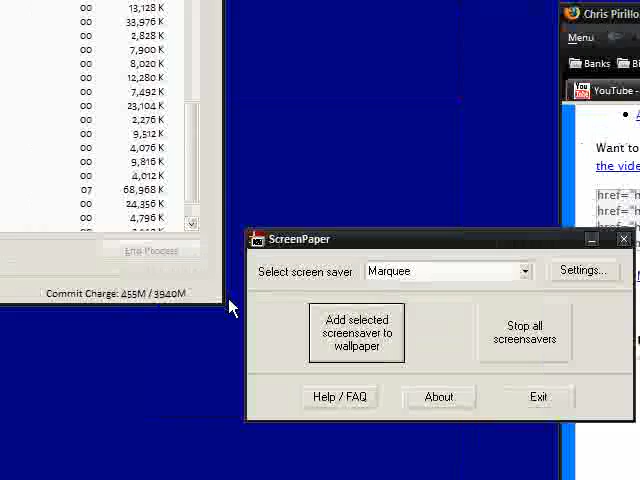 00 13,128 K
00 33,976 K
00 2,828 K
00 7,900 K
00 8,020 K
00 12,280 K
00 7,492 K
00 23,104 K
00 2,276 K
00 9,512 K
00 4,076 K
00 9,816 K
00 4,012 K
07 68,968 K
00 24,356 K
00 4,796 K
End Process
Commit Charge: 455M / 3940M
Chris Pirillo
Menu
Banks
YouTube -
Want to
the vide
href="h
href="h
ScreenPaper
Select screen saver
Marquee
Settings...
Add selected
screensaver to
wallpaper
Stop all
screensavers
Help / FAQ
About
Exit